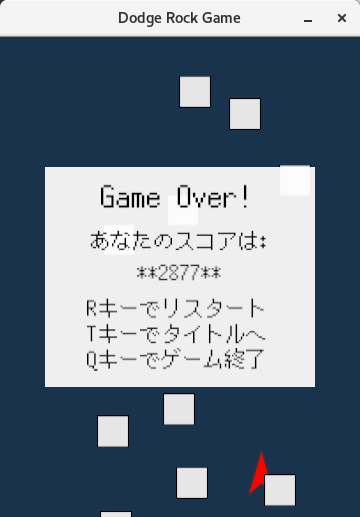 Dodge Rock Game
Game Over!
あなたのスコアは:
**2877**
Rキーでリスタート
Tキーでタイトルへ
Qキーでゲーム終了